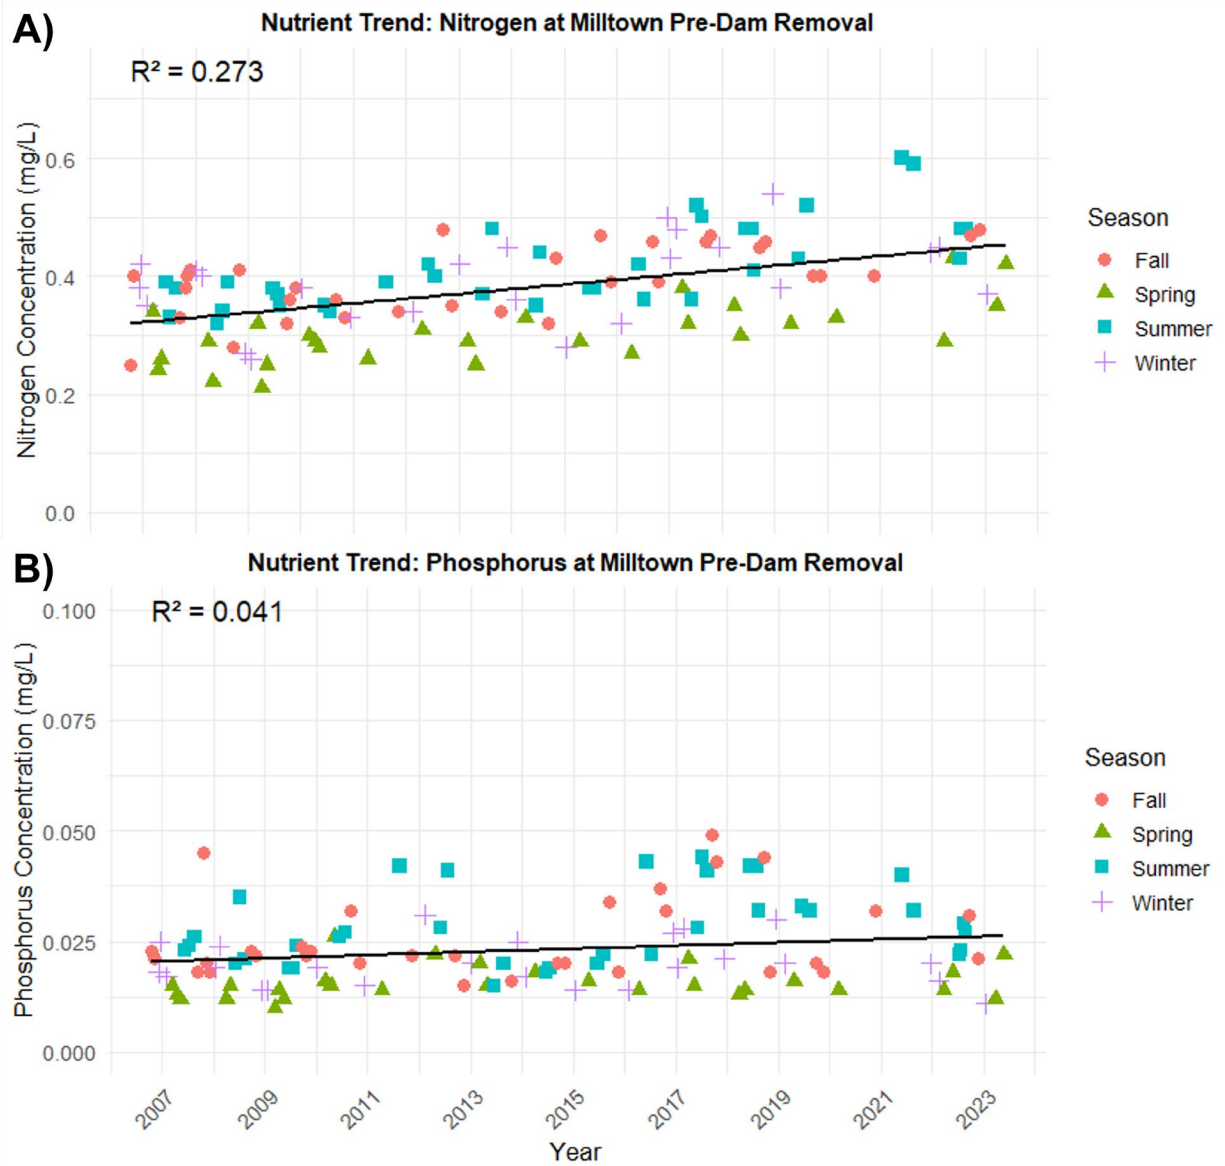 A)
Nutrient Trend: Nitrogen at Milltown Pre-Dam Removal
R² = 0.273
Nitrogen Concentration (mg/L)
0.6
0.4
0.2
0.0
Season
Fall
Spring
Summer
Winter
B)
Nutrient Trend: Phosphorus at Milltown Pre-Dam Removal
R² = 0.041
Phosphorus Concentration (mg/L)
0.100
0.075
0.050
0.025
0.000
Season
Fall
Spring
Summer
Winter
2007 2009 2011 2013 2015 2017 2019 2021 2023
Year